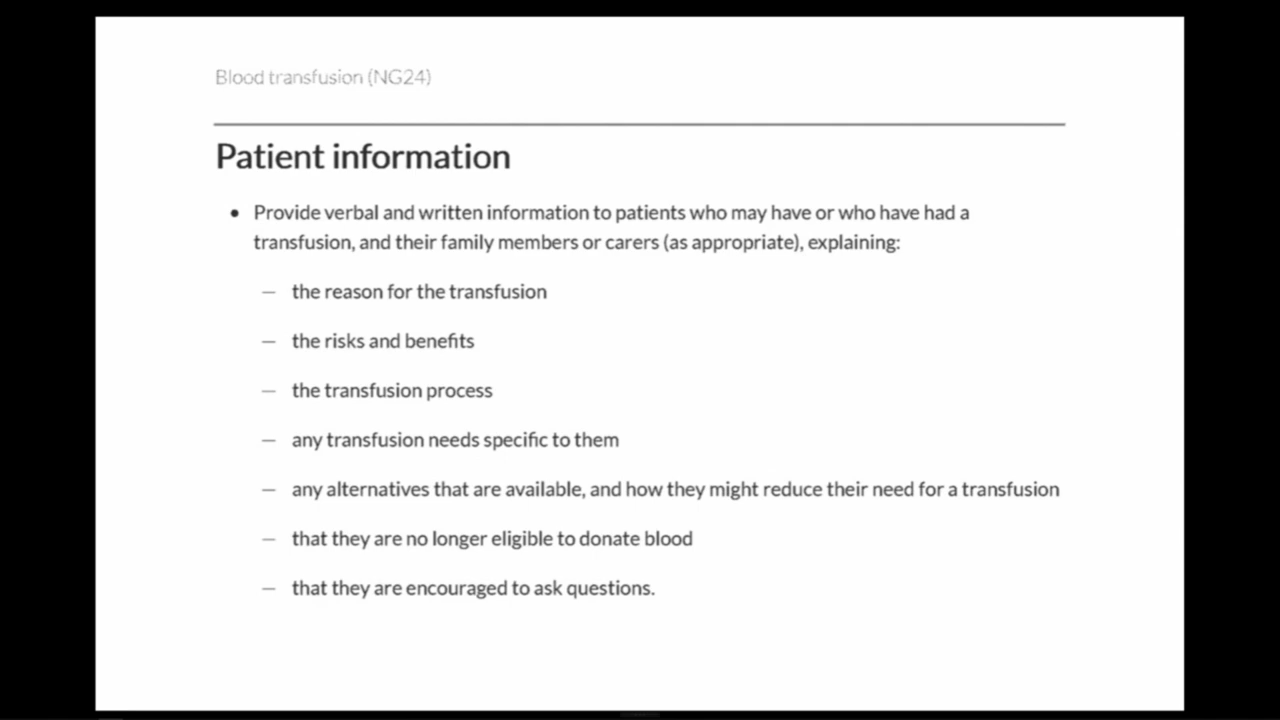 Blood transfusion (NG24)
Patient information
• Provide verbal and written information to patients who may have or who have had a
transfusion, and their family members or carers (as appropriate), explaining:
— the reason for the transfusion
— the risks and benefits
— the transfusion process
— any transfusion needs specific to them
— any alternatives that are available, and how they might reduce their need for a transfusion
— that they are no longer eligible to donate blood
— that they are encouraged to ask questions.